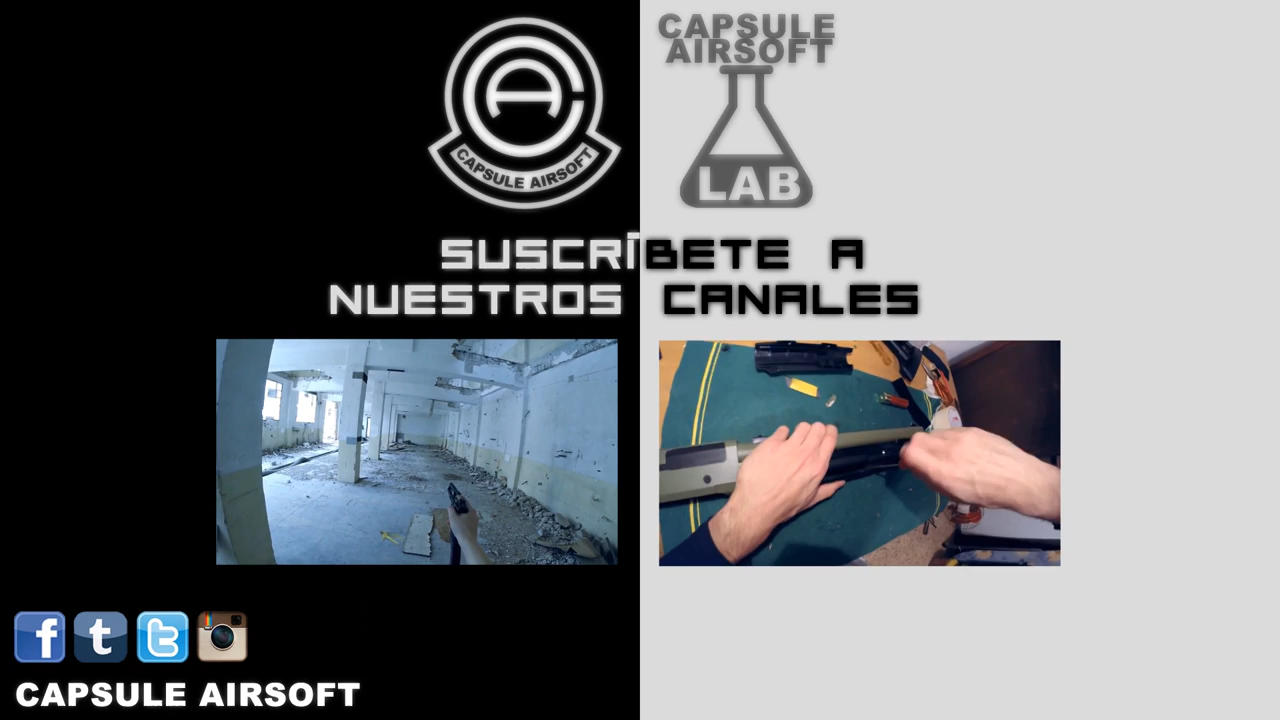 CAPSULE AIRSOFT
CAPSULE
AIRSOFT
LAB
SUSCRÍBETE A
NUESTROS CANALES
CAPSULE AIRSOFT